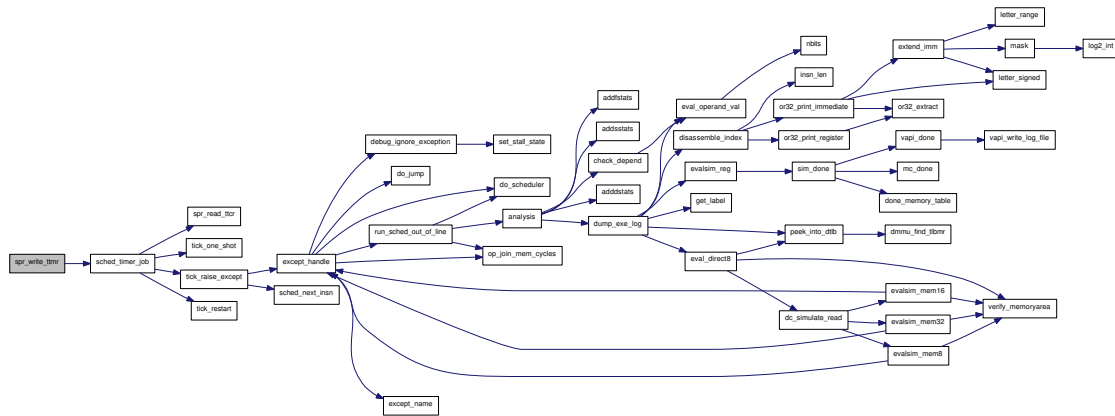 spr_write_ttmr
sched_timer_job
spr_read_ttcr
tick_one_shot
tick_raise_except
tick_restart
except_handle
sched_next_insn
debug_ignore_exception
do_jump
run_sched_out_of_line
except_name
set_stall_state
do_scheduler
analysis
op_join_mem_cycles
addfstats
addsstats
check_depend
adddstats
dump_exe_log
eval_operand_val
disassemble_index
evalsim_reg
get_label
eval_direct8
nbits
insn_len
or32_print_immediate
or32_print_register
sim_done
peek_into_dtlb
dc_simulate_read
extend_imm
or32_extract
vapi_done
mc_done
done_memory_table
dmmu_find_tlbmr
evalsim_mem16
evalsim_mem32
evalsim_mem8
letter_range
mask
letter_signed
vapi_write_log_file
verify_memoryarea
log2_int